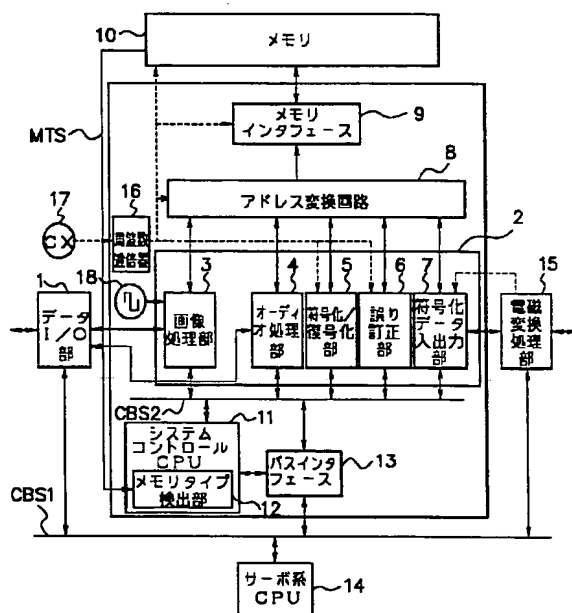 10
メモリ
メモリ
インタフェース
9
MTS
8
アドレス変換回路
16
17
CX
周波数
逓倍器
2
18
3
4
5
6
7
15
1
データ
I/O
部
画像
処理部
オーディ
オ処理部
符号化/
復号化部
誤り
訂正部
符号化
データ
入出力
部
電磁
変換
処理部
CBS2
11
システム
コントロール
CPU
メモリタイプ
検出部
12
バスインタ
フェース
13
CBS1
サーボ系
CPU
14